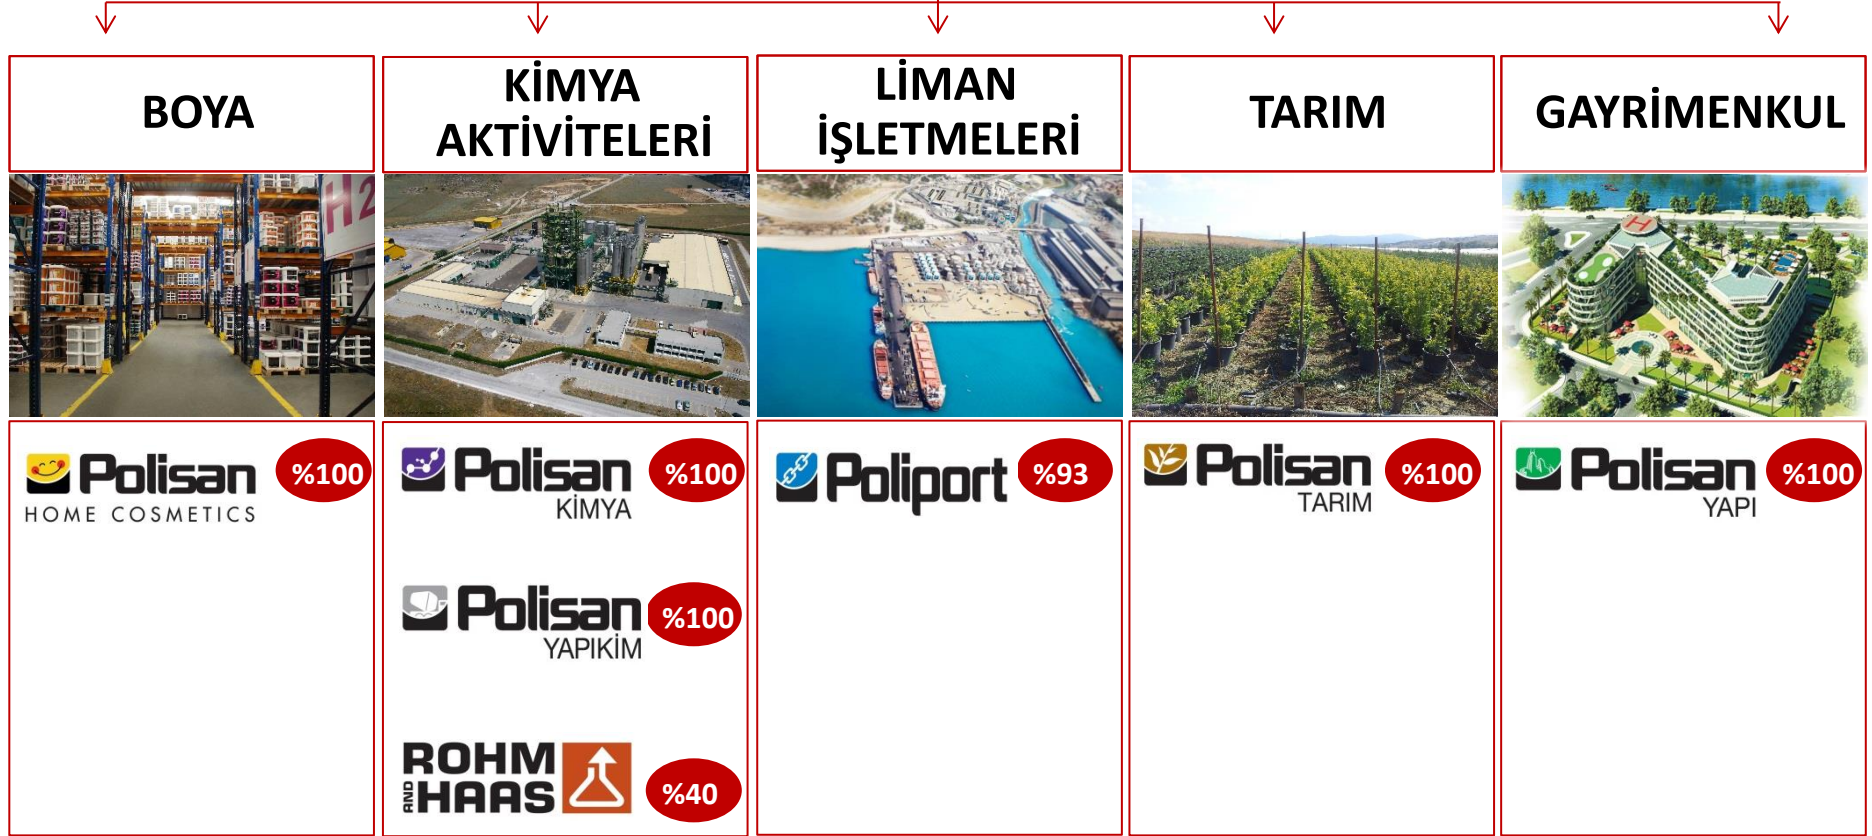 BOYA
KİMYA
AKTİVİTELERİ
LİMAN
İŞLETMELERİ
TARIM
GAYRİMENKUL
H2
H
Polisan
HOME COSMETICS
%100
Polisan
KİMYA
%100
Polisan
YAPIKİM
%100
ROHM
AND HAAS
%40
Poliport
%93
Polisan
TARIM
%100
Polisan
YAPI
%100